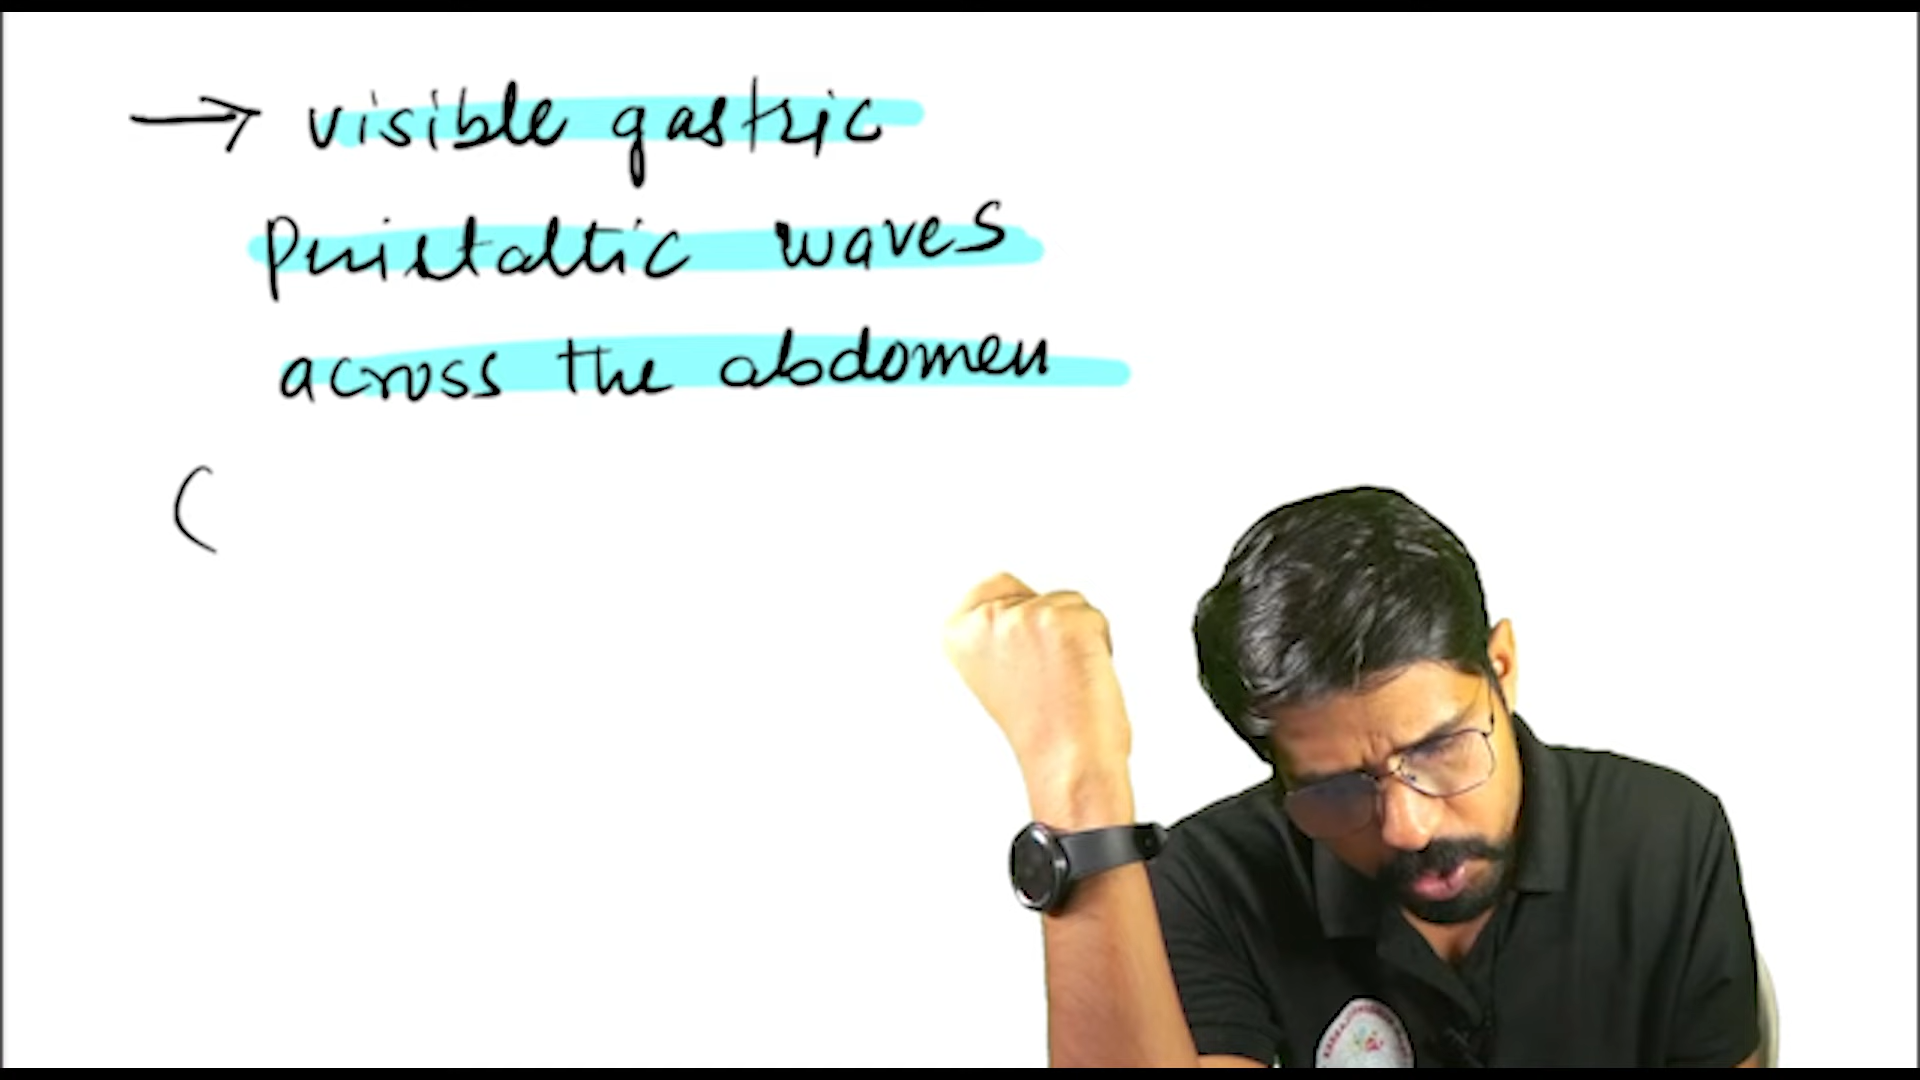 → visible gastric
Peristaltic waves
across the abdomen
(